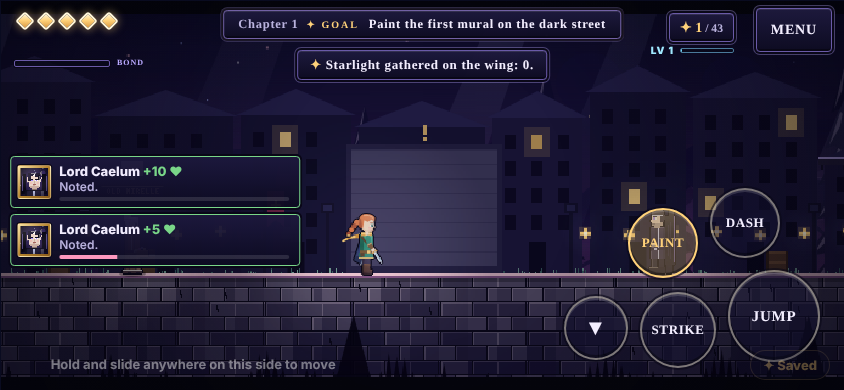 Chapter 1 ✦ GOAL Paint the first mural on the dark street
✦ 1 / 43
MENU
LV 1
BOND
✦ Starlight gathered on the wing: 0.
!
Lord Caelum +10 ♥
Noted.
Lord Caelum +5 ♥
Noted.
PAINT
DASH
▼
STRIKE
JUMP
Hold and slide anywhere on this side to move
✦ Saved